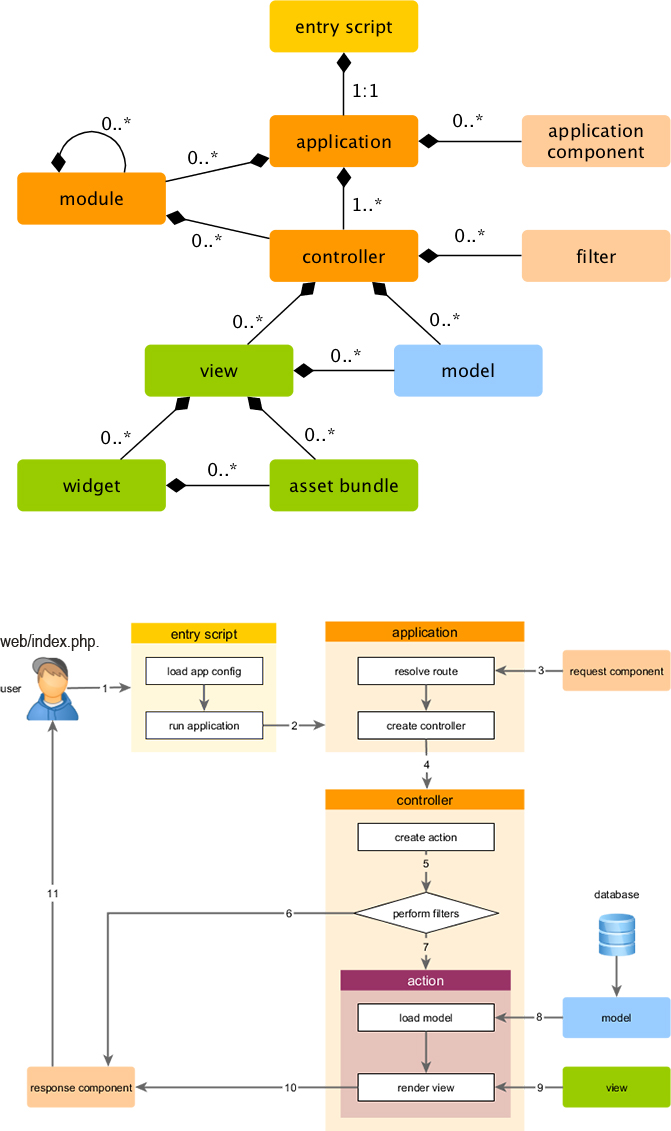 entry script
1:1
0..*
0..*
0..*
application
application
component
module
1..*
0..*
0..*
controller
filter
0..*
0..*
view
0..*
model
0..*
0..*
widget
0..*
asset bundle
web/index.php.
entry script
application
load app config
resolve route
3
request component
user
1
run application
2
create controller
4
controller
create action
5
6
perform filters
7
11
database
action
load model
8
model
response component
10
render view
9
view